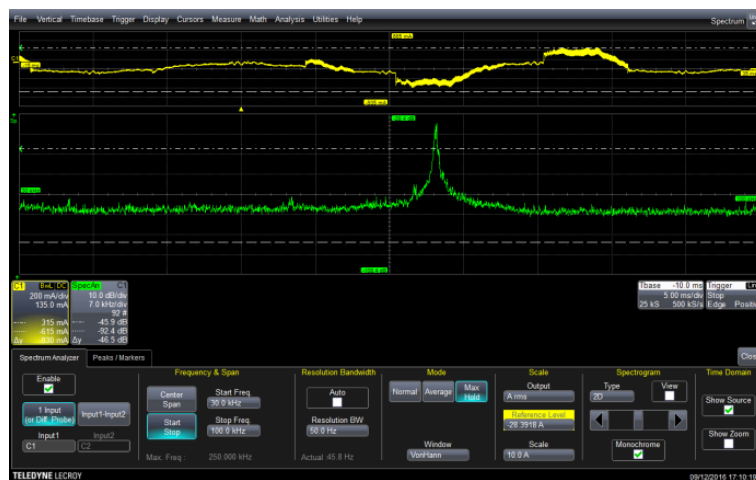 File Vertical Timebase Trigger Display Cursors Measure Math Analysis Utilities Help
Spectrum
C1
30 kHz
C1 BwL DC
200 mA/div
135.0 mA
315 mA
-615 mA
Δy -930 mA
SpecAn C1
10.0 dB/div
7.0 kHz/div
92 #
-45.9 dB
-92.4 dB
Δy -46.5 dB
Tbase -10.0 ms
5.00 ms/div
25 kS 500 kS/s
Trigger
Stop
Edge Positiv
Spectrum Analyzer Peaks / Markers
Clos
Enable
1 Input
(or Diff. Probe)
Input1-Input2
Input1
C1
Input2
C2
Frequency & Span
Center
Span
Start
Stop
Start Freq
30.0 kHz
Stop Freq
100.0 kHz
Max. Freq : 250.000 kHz
Resolution Bandwidth
Auto
Resolution BW
50.0 Hz
Actual :45.8 Hz
Mode
Normal Average Max
Hold
Window
VonHann
Scale
Output
A rms
Reference Level
-28.3918 A
Scale
10.0 A
Spectrogram
Type
2D
View
Monochrome
Time Domain
Show Source
Show Zoom
TELEDYNE LECROY
09/12/2016 17:10:19